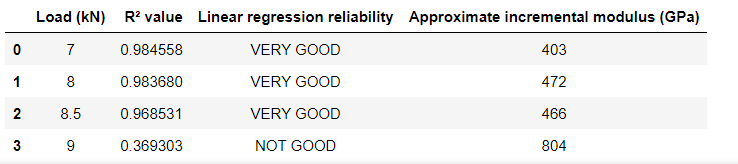 Load (kN) R² value Linear regression reliability Approximate incremental modulus (GPa)
0 7 0.984558 VERY GOOD 403
1 8 0.983680 VERY GOOD 472
2 8.5 0.968531 VERY GOOD 466
3 9 0.369303 NOT GOOD 804